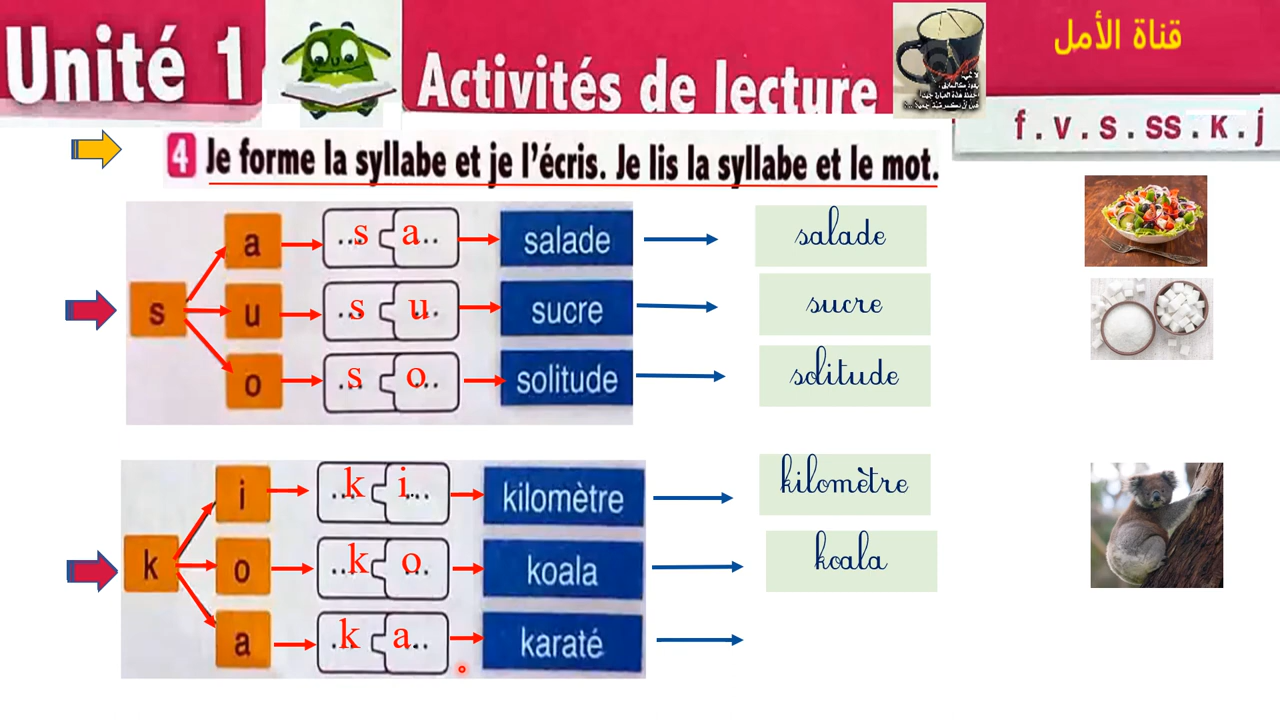 Unité 1
Activités de lecture
قناة الأمل
f . v . s . ss . k . j
4 Je forme la syllabe et je l'écris. Je lis la syllabe et le mot.
s
a ...s a... salade salade
u ...s u... sucre sucre
o ...s o... solitude solitude
k
i ...k i... kilomètre kilomètre
o ...k o... koala koala
a ...k a... karaté